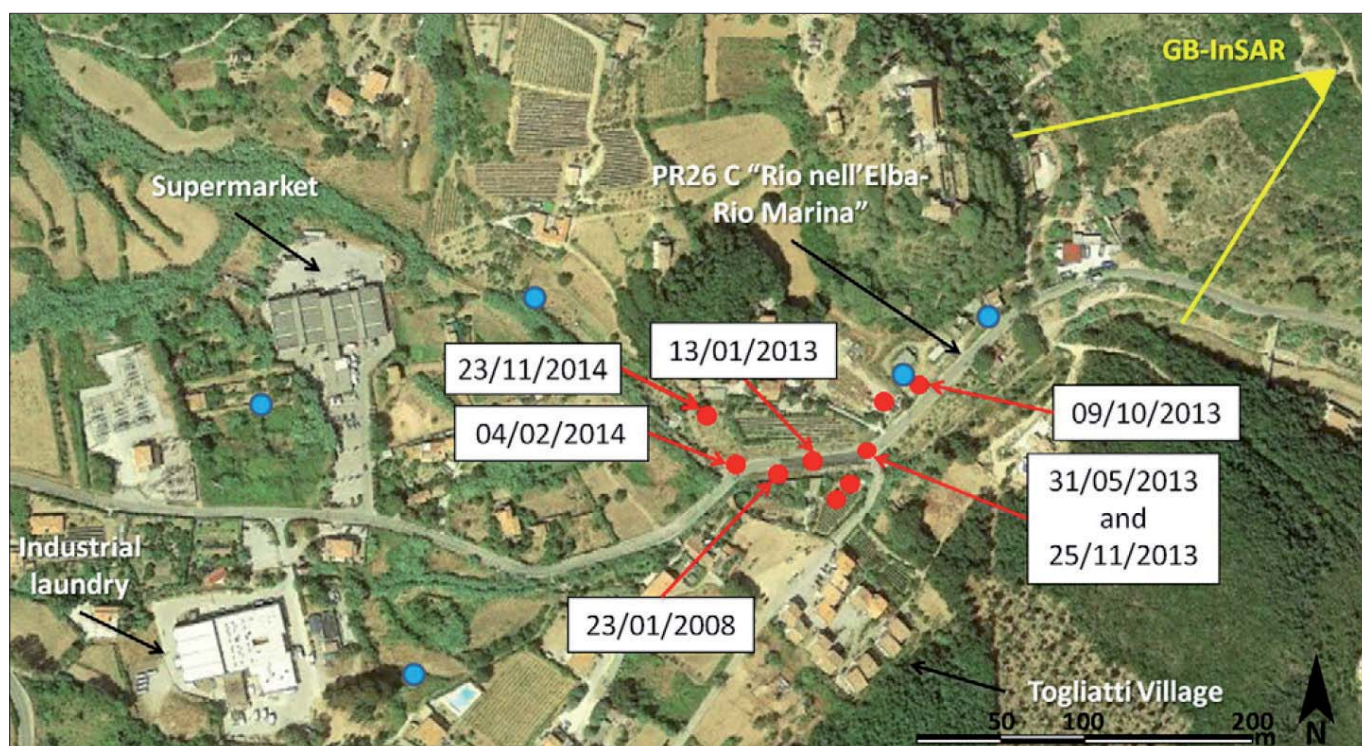 GB-InSAR
Supermarket
PR26 C “Rio nell’Elba-
Rio Marina”
23/11/2014
13/01/2013
04/02/2014
09/10/2013
31/05/2013
and
25/11/2013
Industrial
laundry
23/01/2008
Togliatti Village
50 100 200
m
N